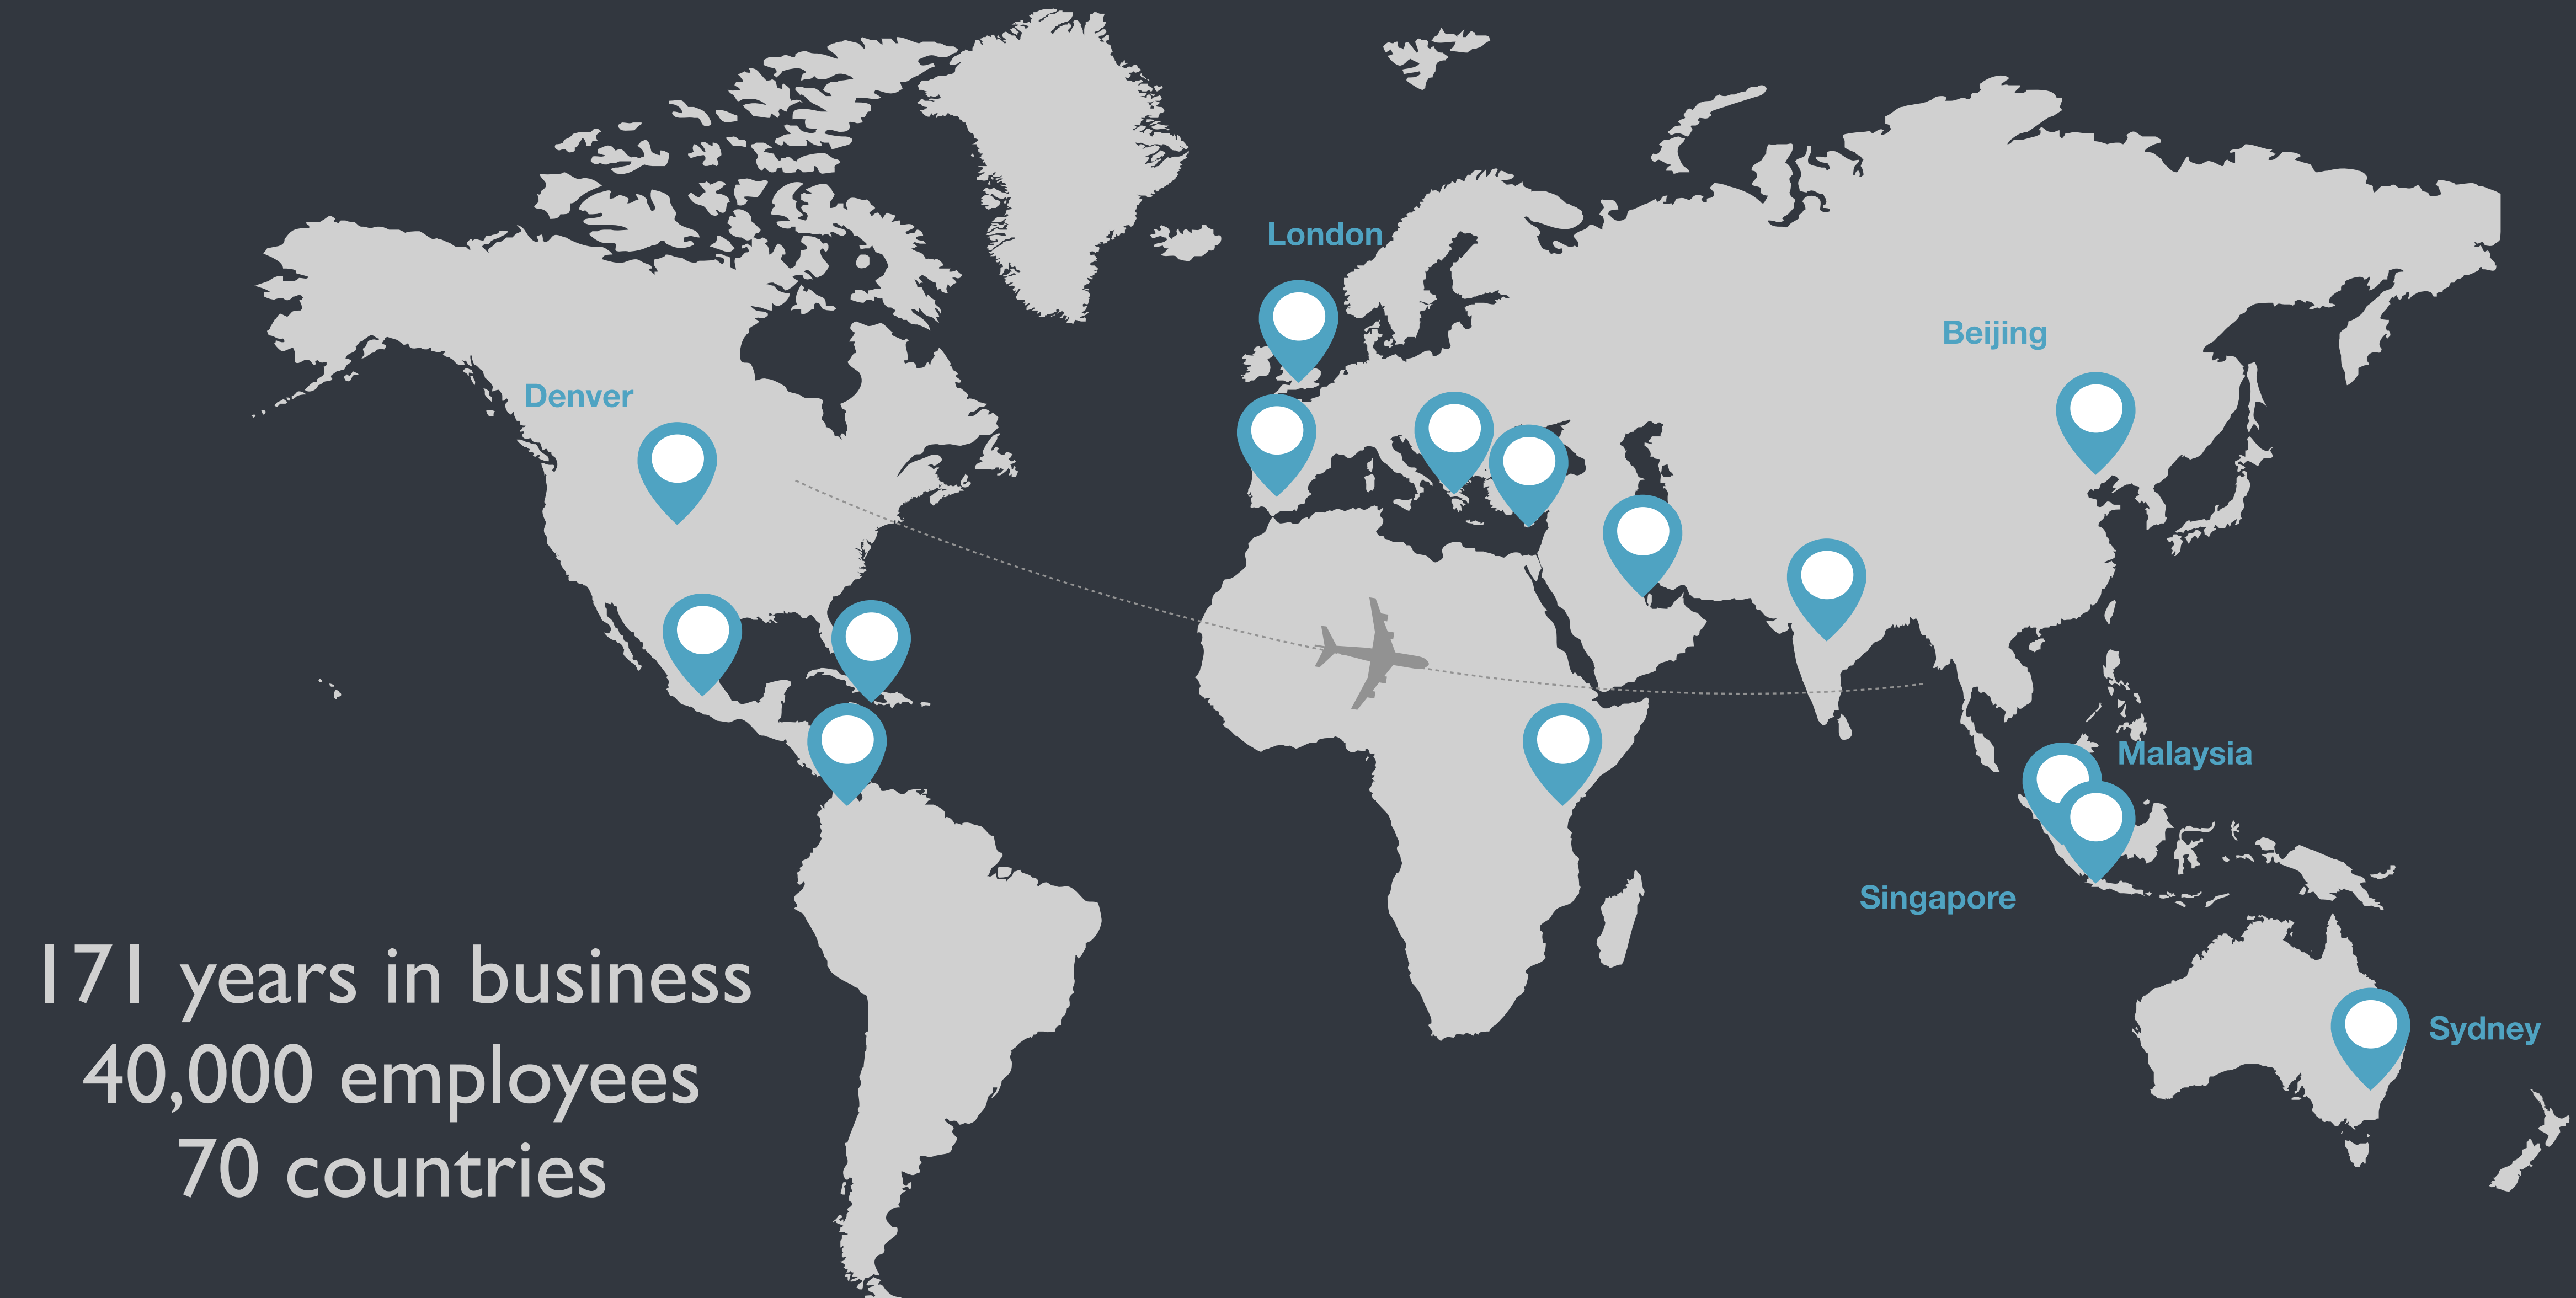 London
Beijing
Denver
Malaysia
Singapore
Sydney
171 years in business
40,000 employees
70 countries